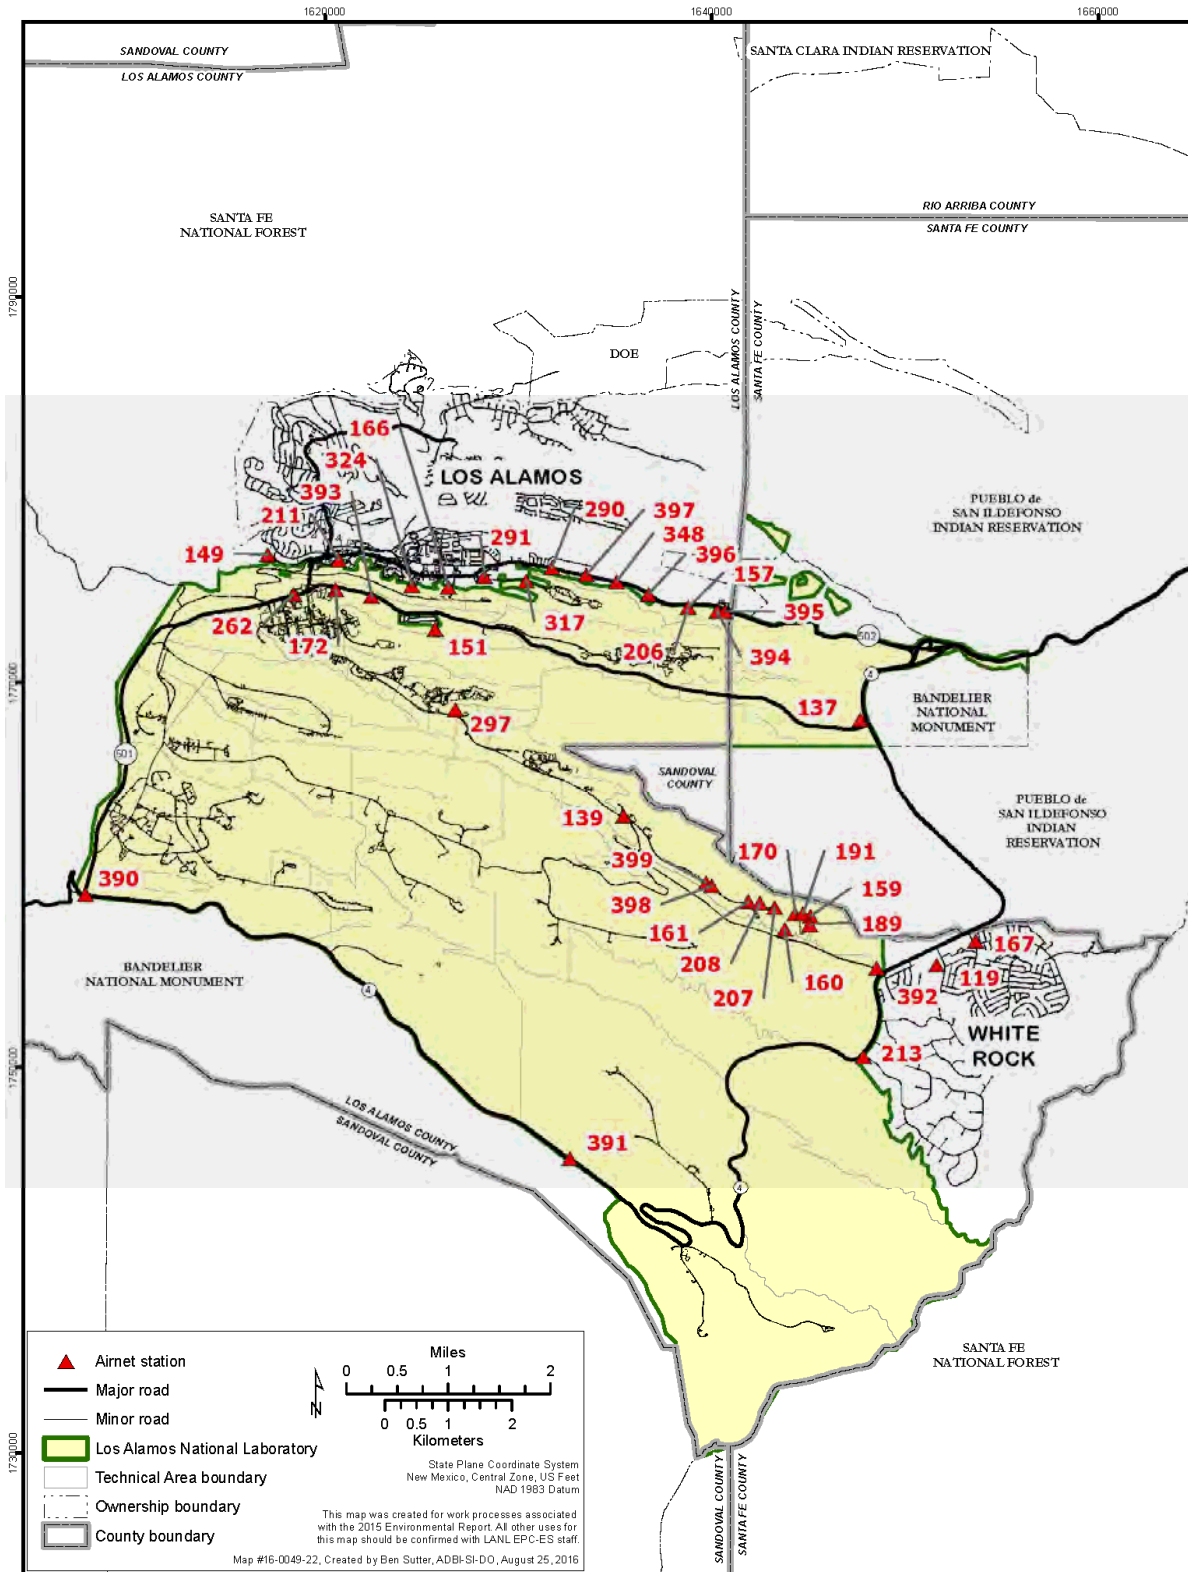 1620000
1640000
1660000
SANDOVAL COUNTY
LOS ALAMOS COUNTY
SANTA CLARA INDIAN RESERVATION
RIO ARRIBA COUNTY
SANTA FE COUNTY
SANTA FE
NATIONAL FOREST
1790000
LOS ALAMOS COUNTY
SANTA FE COUNTY
DOE
166
324
LOS ALAMOS
393
211
290
397
291
348
149
396
157
PUEBLO de
SAN ILDEFONSO
INDIAN RESERVATION
262
172
151
317
206
395
394
502
4
1770000
137
BANDELIER
NATIONAL
MONUMENT
297
501
SANDOVAL
COUNTY
139
PUEBLO de
SAN ILDEFONSO
INDIAN
RESERVATION
170
191
399
390
159
398
189
161
167
208
160
119
207
392
BANDELIER
NATIONAL MONUMENT
4
WHITE
ROCK
213
1750000
LOS ALAMOS COUNTY
SANDOVAL COUNTY
391
4
SANTA FE
NATIONAL FOREST
1730000
Airnet station
Major road
Minor road
Los Alamos National Laboratory
Technical Area boundary
Ownership boundary
County boundary
N
Miles
0 0.5 1 2
0 0.5 1 2
Kilometers
State Plane Coordinate System
New Mexico, Central Zone, US Feet
NAD 1983 Datum
This map was created for work processes associated
with the 2015 Environmental Report. All other uses for
this map should be confirmed with LANL EPC-ES staff.
Map #16-0049-22, Created by Ben Sutter, ADBI-SI-DO, August 25, 2016
SANDOVAL COUNTY
SANTA FE COUNTY